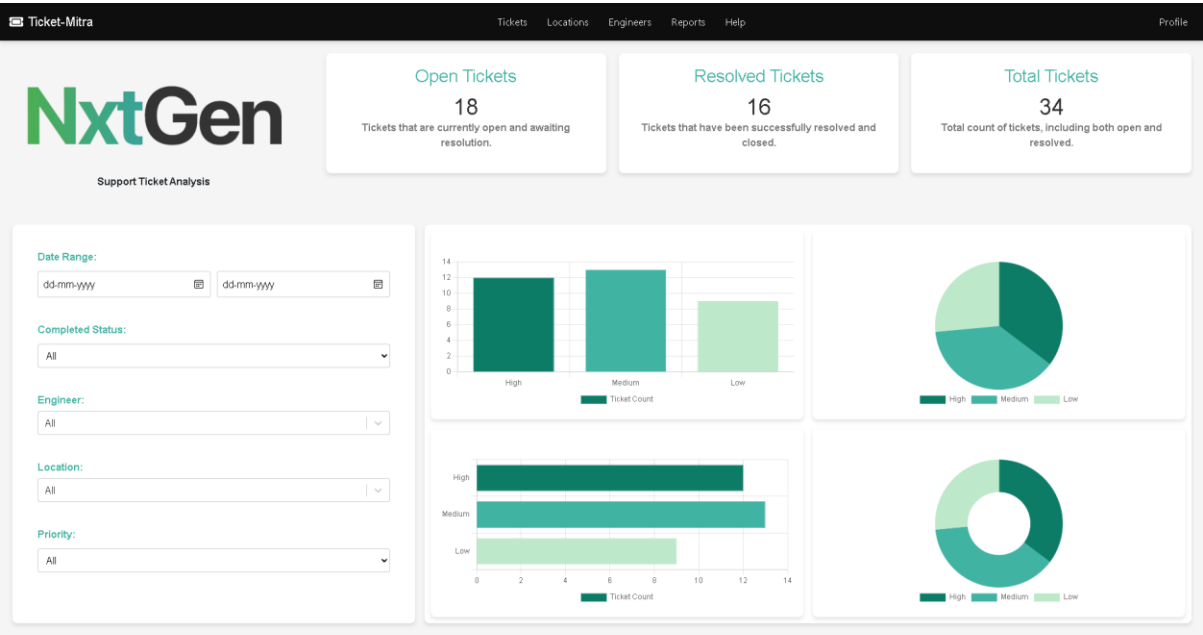 Ticket-Mitra
Tickets Locations Engineers Reports Help
Profile
NxtGen
Support Ticket Analysis
Open Tickets
18
Tickets that are currently open and awaiting
resolution.
Resolved Tickets
16
Tickets that have been successfully resolved and
closed.
Total Tickets
34
Total count of tickets, including both open and
resolved.
Date Range:
dd-mm-yyyy dd-mm-yyyy
Completed Status:
All
Engineer:
All
Location:
All
Priority:
All
14
12
10
8
6
4
2
0
High Medium Low
Ticket Count
High Medium Low
High
Medium
Low
0 2 4 6 8 10 12 14
Ticket Count
High Medium Low